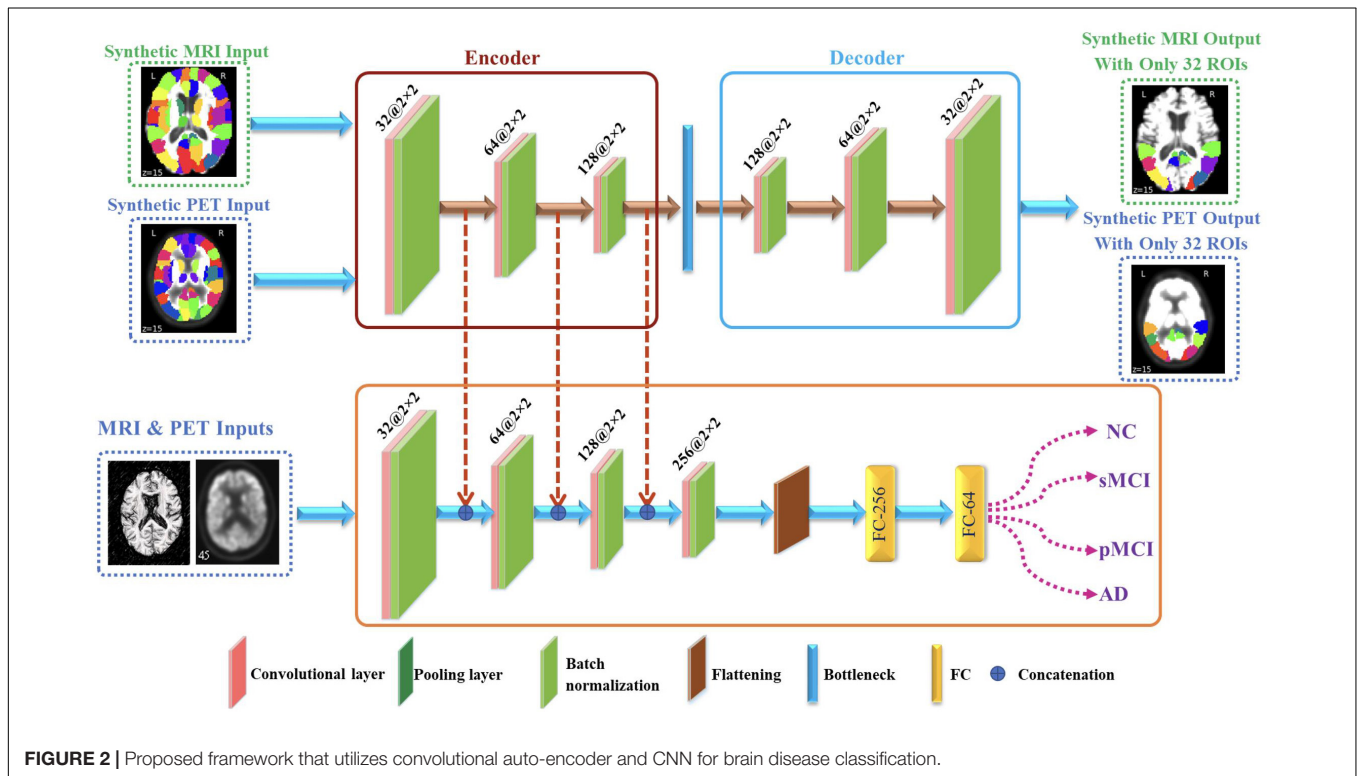 Synthetic MRI Input
L R
z=15
Synthetic PET Input
L R
z=15
Encoder
32@2×2
64@2×2
128@2×2
Decoder
128@2×2
64@2×2
32@2×2
Synthetic MRI Output
With Only 32 ROIs
L R
z=15
Synthetic PET Output
With Only 32 ROIs
L R
z=15
MRI & PET Inputs
45
32@2×2
64@2×2
128@2×2
256@2×2
FC-256
FC-64
NC
sMCI
pMCI
AD
Convolutional layer
Pooling layer
Batch
normalization
Flattening
Bottleneck
FC
Concatenation
FIGURE 2 | Proposed framework that utilizes convolutional auto-encoder and CNN for brain disease classification.